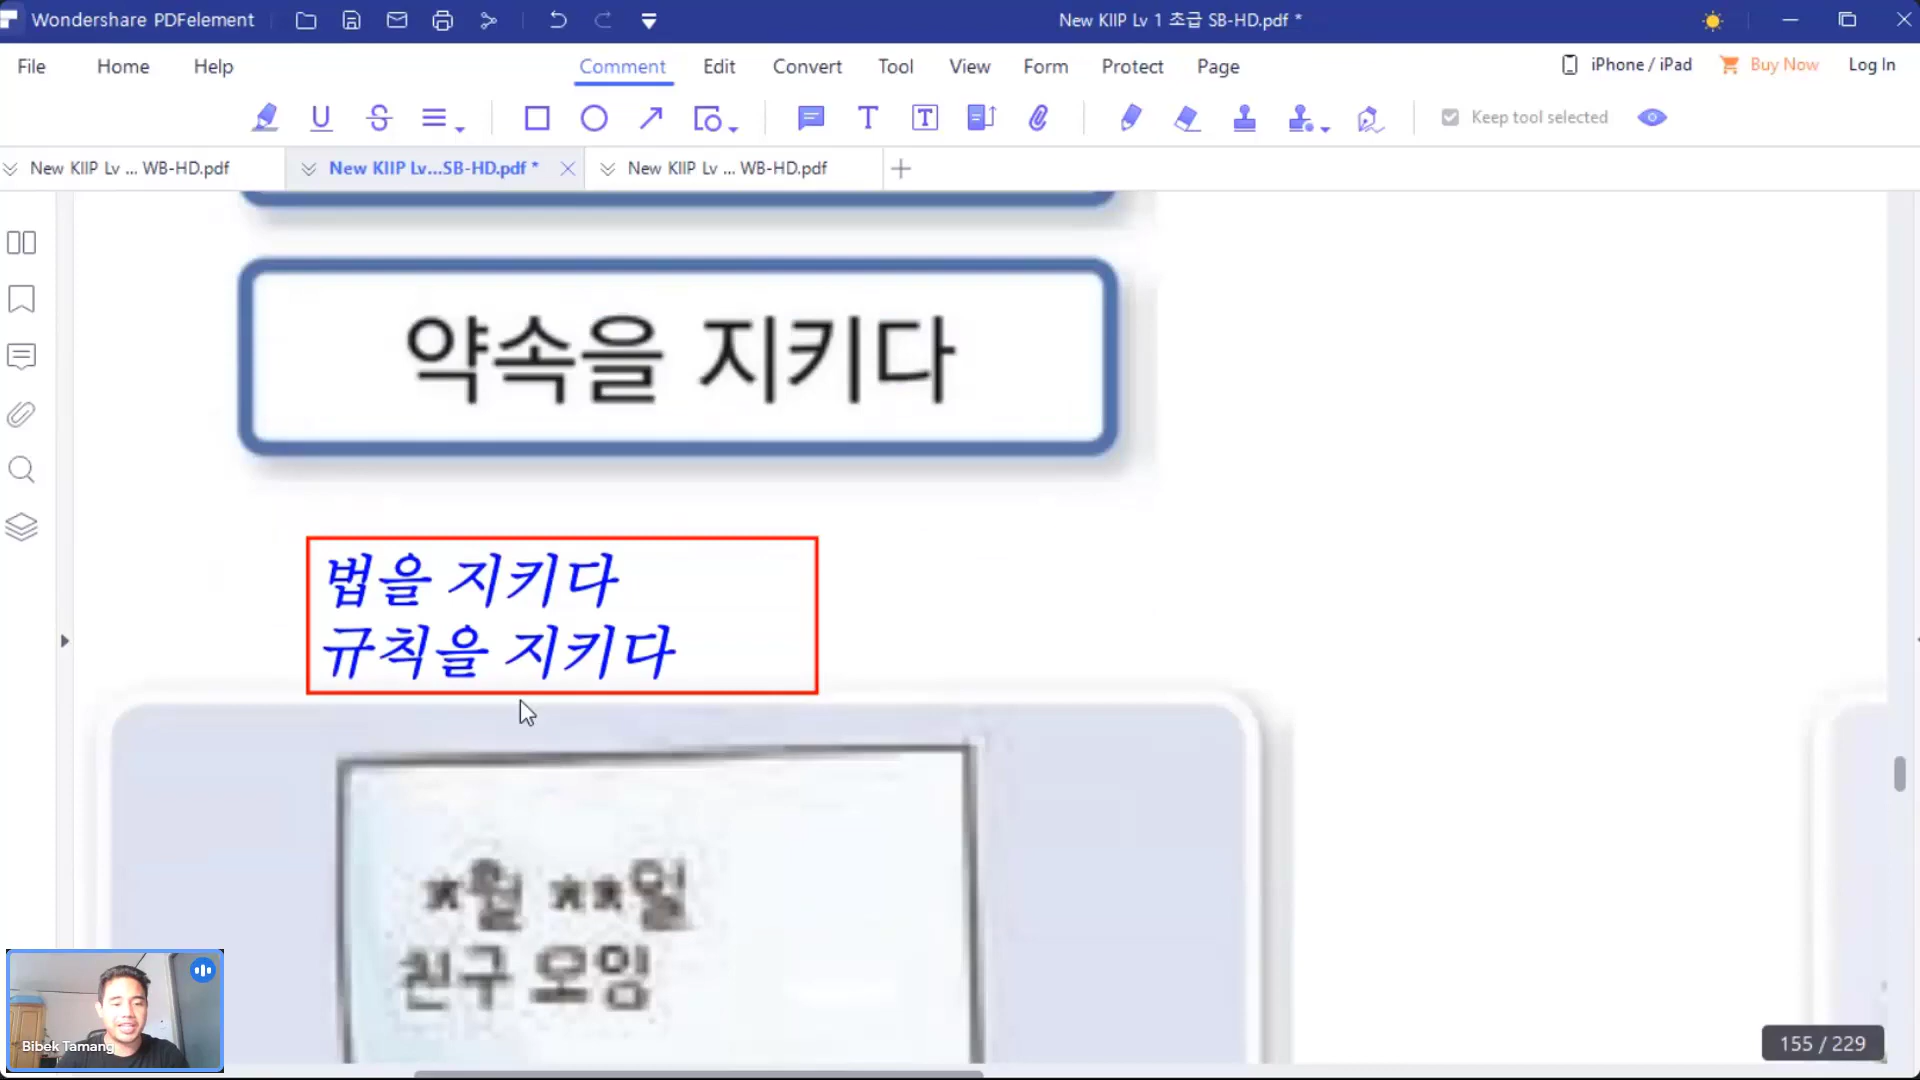 Wondershare PDFelement
New KIIP Lv 1 초급 SB-HD.pdf *
File Home Help Comment Edit Convert Tool View Form Protect Page iPhone / iPad Buy Now Log In
Keep tool selected
New KIIP Lv ... WB-HD.pdf New KIIP Lv...SB-HD.pdf * New KIIP Lv ... WB-HD.pdf
약속을 지키다
법을 지키다
규칙을 지키다
*월 **일
친구 모임
Bibek Tamang
155 / 229